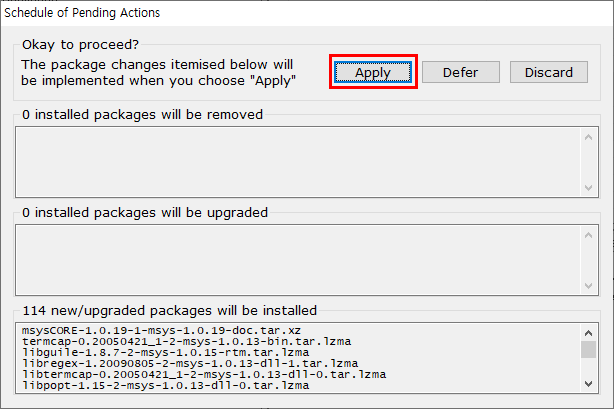 Schedule of Pending Actions
Okay to proceed?
The package changes itemised below will
be implemented when you choose "Apply"
Apply
Defer
Discard
0 installed packages will be removed
0 installed packages will be upgraded
114 new/upgraded packages will be installed
msysCORE-1.0.19-1-msys-1.0.19-doc.tar.xz
termcap-0.20050421_1-2-msys-1.0.13-bin.tar.lzma
libguile-1.8.7-2-msys-1.0.15-rtm.tar.lzma
libregex-1.20090805-2-msys-1.0.13-dll-1.tar.lzma
libtermcap-0.20050421_1-2-msys-1.0.13-dll-0.tar.lzma
libpopt-1.15-2-msys-1.0.13-dll-0.tar.lzma